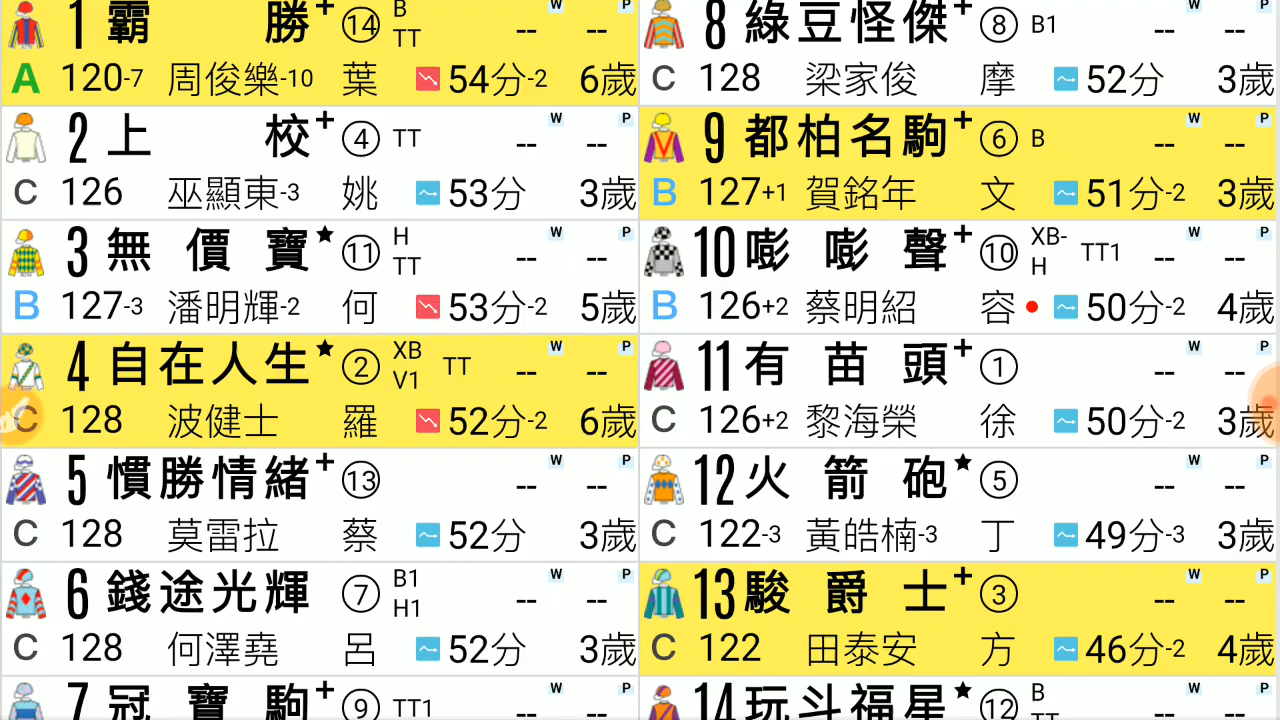 1 霸勝+ ⑭ B W P
TT -- --
A 120-7 周俊樂-10 葉 54分-2 6歲
2 上校+ ④ TT W P
-- --
C 126 巫顯東-3 姚 53分 3歲
3 無價寶★ ⑪ H W P
TT -- --
B 127-3 潘明輝-2 何 53分-2 5歲
4 自在人生★ ② XB TT W P
V1 -- --
C 128 波健士 羅 52分-2 6歲
5 慣勝情緒+ ⑬ W P
-- --
C 128 莫雷拉 蔡 52分 3歲
6 錢途光輝 ⑦ B1 W P
H1 -- --
C 128 何澤堯 呂 52分 3歲
7 冠寶駒+ ⑨ TT1 W P
-- --
8 綠豆怪傑+ ⑧ B1 W P
-- --
C 128 梁家俊 摩 52分 3歲
9 都柏名駒+ ⑥ B W P
-- --
B 127+1 賀銘年 文 51分-2 3歲
10 嘭嘭聲+ ⑩ XB- TT1 W P
H -- --
B 126+2 蔡明紹 容 50分-2 4歲
11 有苗頭+ ① W P
-- --
C 126+2 黎海榮 徐 50分-2 3歲
12 火箭砲★ ⑤ W P
-- --
C 122-3 黃皓楠-3 丁 49分-3 3歲
13 駿爵士+ ③ W P
-- --
C 122 田泰安 方 46分-2 4歲
14 玩斗福星★ ⑫ B W P
TT -- --